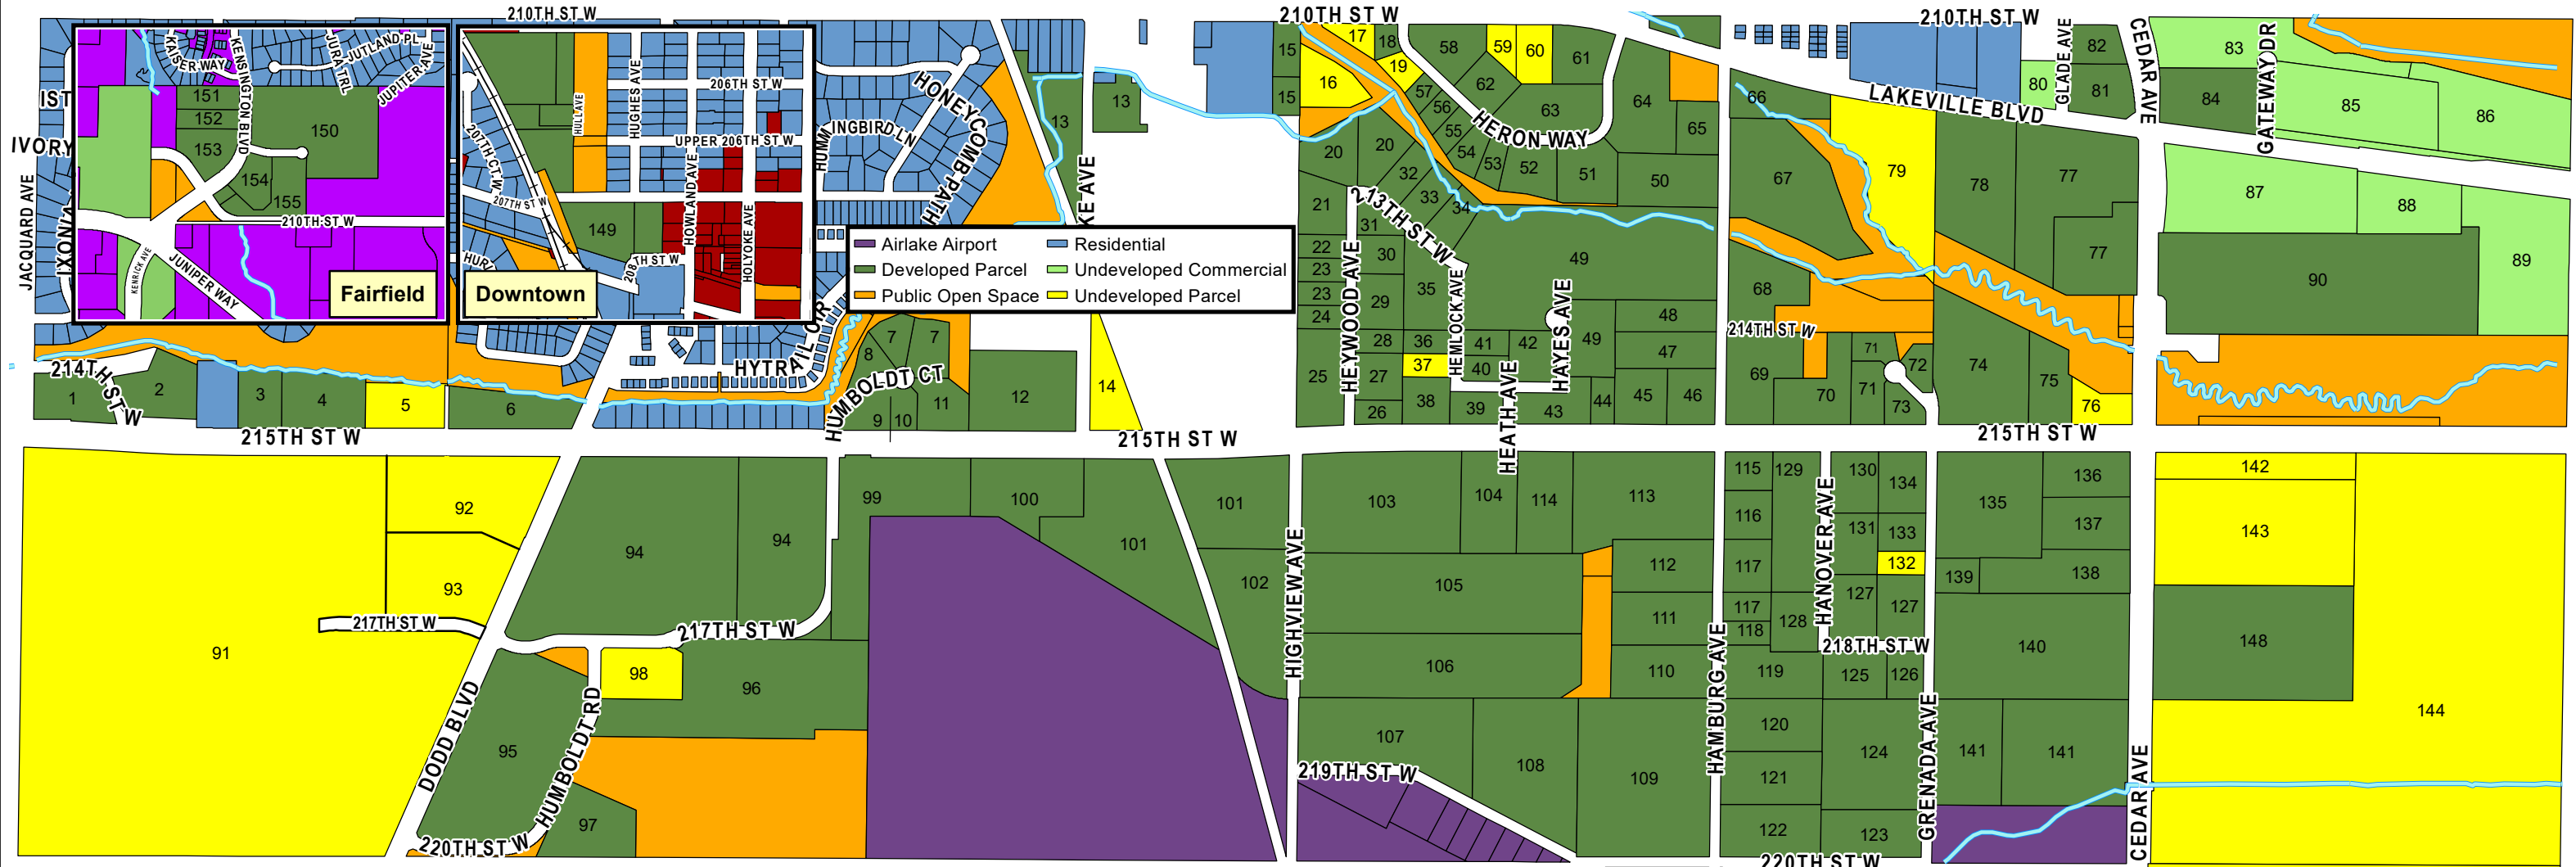 210TH ST W
210TH ST W
210TH ST W
KAISER WAY
KENSINGTON BLVD
JURA TRL
JUTLAND PL
JUPITER AVE
IST
IVORY
JACQUARD AVE
IXONIA
151
152
153
150
154
155
210TH ST W
KENRICK AVE
JUNIPER WAY
Fairfield
HULL AVE
HUGHES AVE
206TH ST W
UPPER 206TH ST W
207TH CT W
207TH ST W
HOWLAND AVE
HOLYOKE AVE
149
208TH ST W
Downtown
HUMM
INGBIRD LN
HONEYCOMB PATH
KE AVE
13
13
Airlake Airport
Residential
Developed Parcel
Undeveloped Commercial
Public Open Space
Undeveloped Parcel
15
15
16
17
18
19
58
59
60
61
62
63
57
56
55
54
53
52
51
50
64
65
HERON WAY
20
20
32
33
34
21
213TH ST W
31
22
23
23
24
30
29
35
49
49
48
47
28
36
37
41
42
40
25
27
26
38
39
43
44
45
46
HEYWOOD AVE
HEMLOCK AVE
HAYES AVE
HEATH AVE
66
67
79
78
77
77
68
214TH ST W
69
70
71
71
72
73
74
75
76
LAKEVILLE BLVD
GLADE AVE
CEDAR AVE
GATEWAY DR
80
81
82
83
84
85
86
87
88
89
90
214TH ST W
1
2
3
4
5
6
HYTRAIL CIR
HUMBOLDT CT
7
7
8
9
10
11
12
14
215TH ST W
215TH ST W
215TH ST W
91
92
93
94
94
217TH ST W
217TH ST W
95
96
97
98
DODD BLVD
HUMBOLDT RD
220TH ST W
99
100
101
101
102
HIGHVIEW AVE
103
104
114
113
105
112
111
106
110
107
108
109
219TH ST W
HAMBURG AVE
115
129
116
117
117
118
128
119
120
121
122
HANOVER AVE
130
134
131
133
132
127
127
218TH ST W
125
126
124
123
220TH ST W
GRENADA AVE
135
136
137
139
138
140
141
141
CEDAR AVE
142
143
148
144